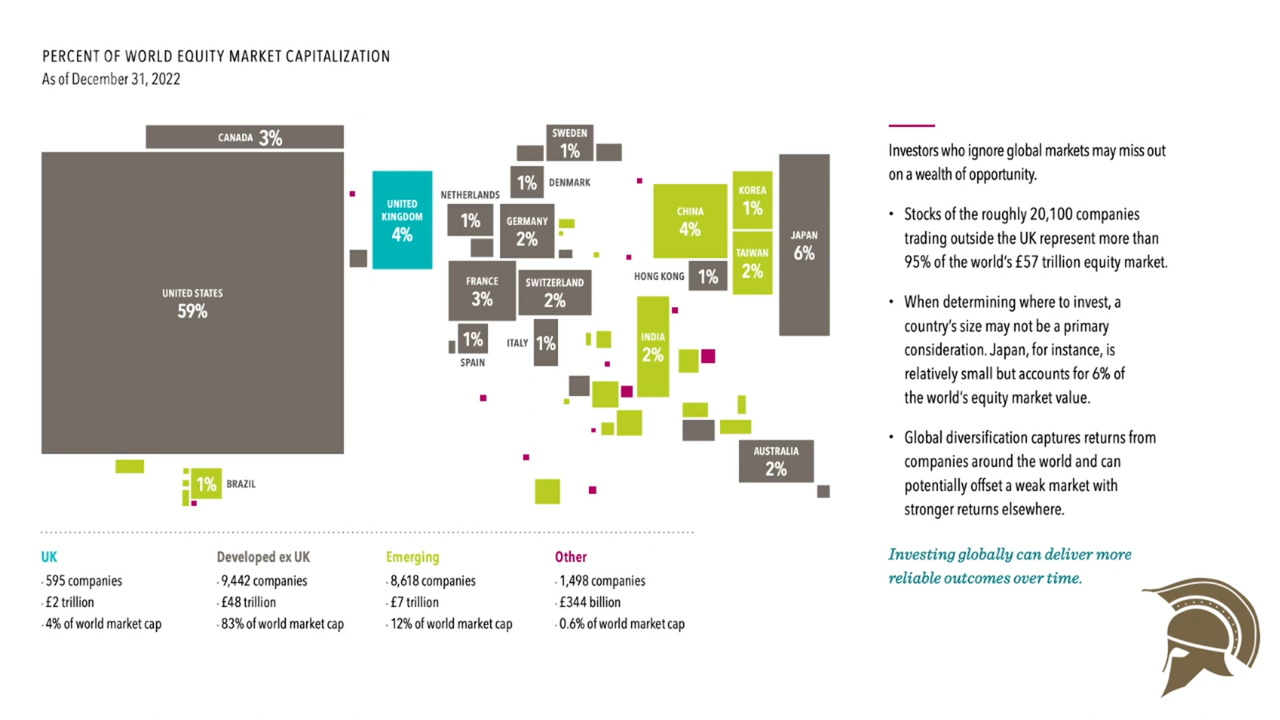 PERCENT OF WORLD EQUITY MARKET CAPITALIZATION
As of December 31, 2022
CANADA 3%
UNITED STATES
59%
UNITED
KINGDOM
4%
SWEDEN
1%
1% DENMARK
NETHERLANDS
1%
GERMANY
2%
FRANCE
3%
SWITZERLAND
2%
1%
SPAIN
ITALY 1%
CHINA
4%
KOREA
1%
TAIWAN
2%
JAPAN
6%
HONG KONG 1%
INDIA
2%
AUSTRALIA
2%
1% BRAZIL
UK
· 595 companies
· £2 trillion
· 4% of world market cap
Developed ex UK
· 9,442 companies
· £48 trillion
· 83% of world market cap
Emerging
· 8,618 companies
· £7 trillion
· 12% of world market cap
Other
· 1,498 companies
· £344 billion
· 0.6% of world market cap
Investors who ignore global markets may miss out
on a wealth of opportunity.
• Stocks of the roughly 20,100 companies
trading outside the UK represent more than
95% of the world's £57 trillion equity market.
• When determining where to invest, a
country's size may not be a primary
consideration. Japan, for instance, is
relatively small but accounts for 6% of
the world's equity market value.
• Global diversification captures returns from
companies around the world and can
potentially offset a weak market with
stronger returns elsewhere.
Investing globally can deliver more
reliable outcomes over time.